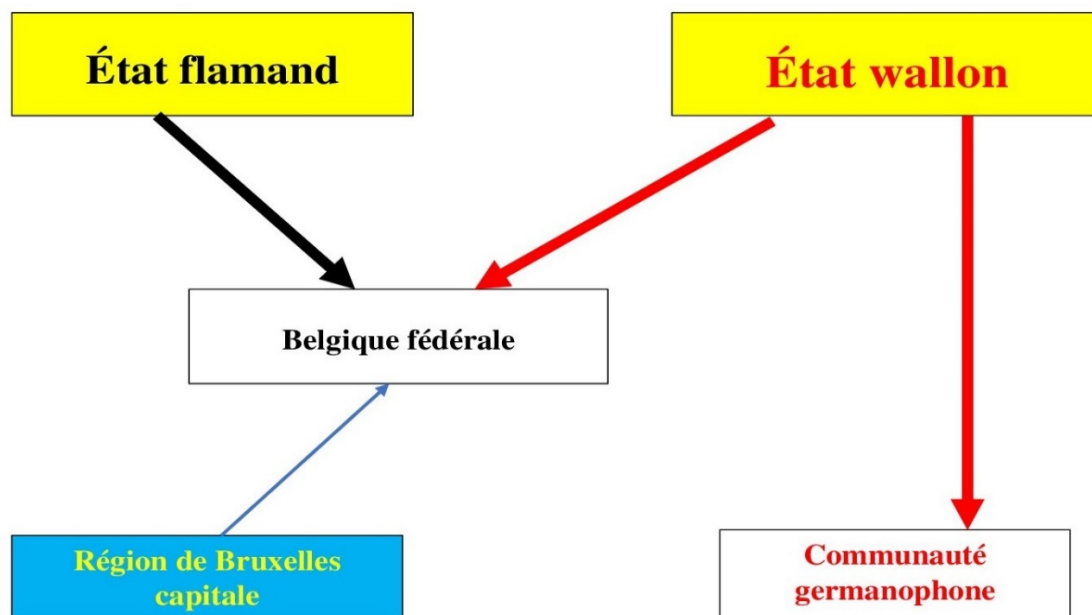 État flamand
État wallon
Belgique fédérale
Région de Bruxelles
capitale
Communauté
germanophone